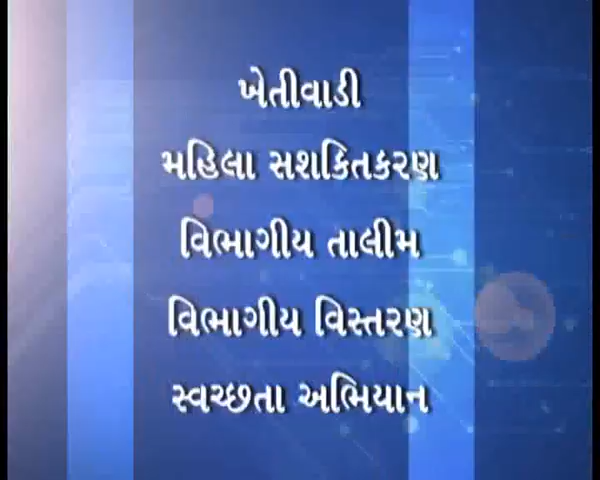 ખેતીવાડી
મહિલા સશકિતકરણ
વિભાગીય તાલીમ
વિભાગીય વિસ્તરણ
સ્વચ્છતા અભિયાન